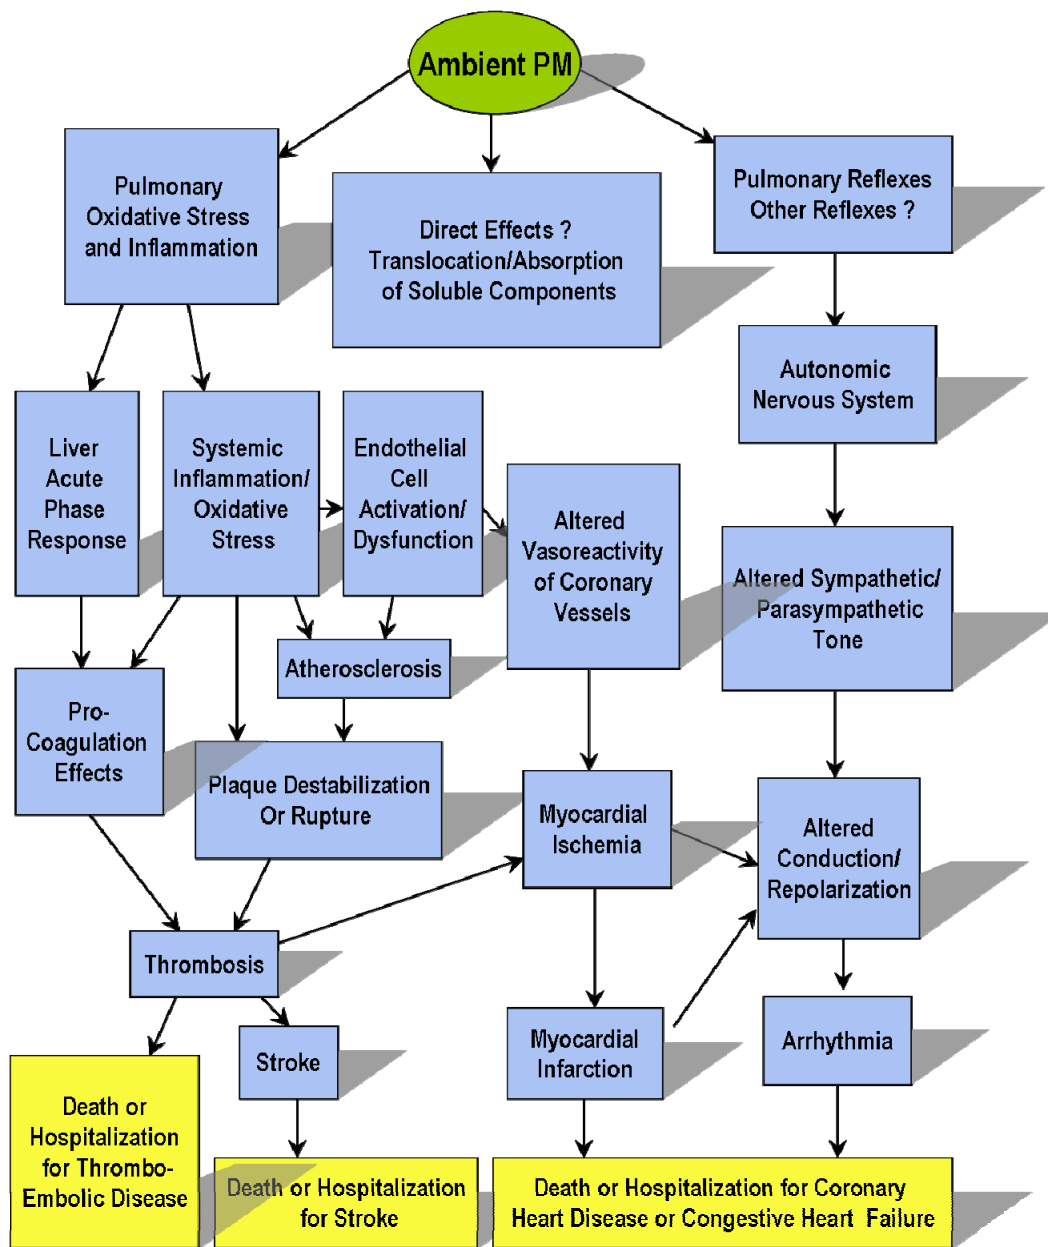 Ambient PM
Pulmonary
Oxidative Stress
and Inflammation
Direct Effects ?
Translocation/Absorption
of Soluble Components
Pulmonary Reflexes
Other Reflexes ?
Autonomic
Nervous System
Liver
Acute
Phase
Response
Systemic
Inflammation/
Oxidative
Stress
Endothelial
Cell
Activation/
Dysfunction
Altered
Vasoreactivity
of Coronary
Vessels
Altered Sympathetic/
Parasympathetic
Tone
Atherosclerosis
Pro-
Coagulation
Effects
Plaque Destabilization
Or Rupture
Myocardial
Ischemia
Altered
Conduction/
Repolarization
Thrombosis
Stroke
Myocardial
Infarction
Arrhythmia
Death or
Hospitalization
for Thrombo-
Embolic Disease
Death or Hospitalization
for Stroke
Death or Hospitalization for Coronary
Heart Disease or Congestive Heart Failure